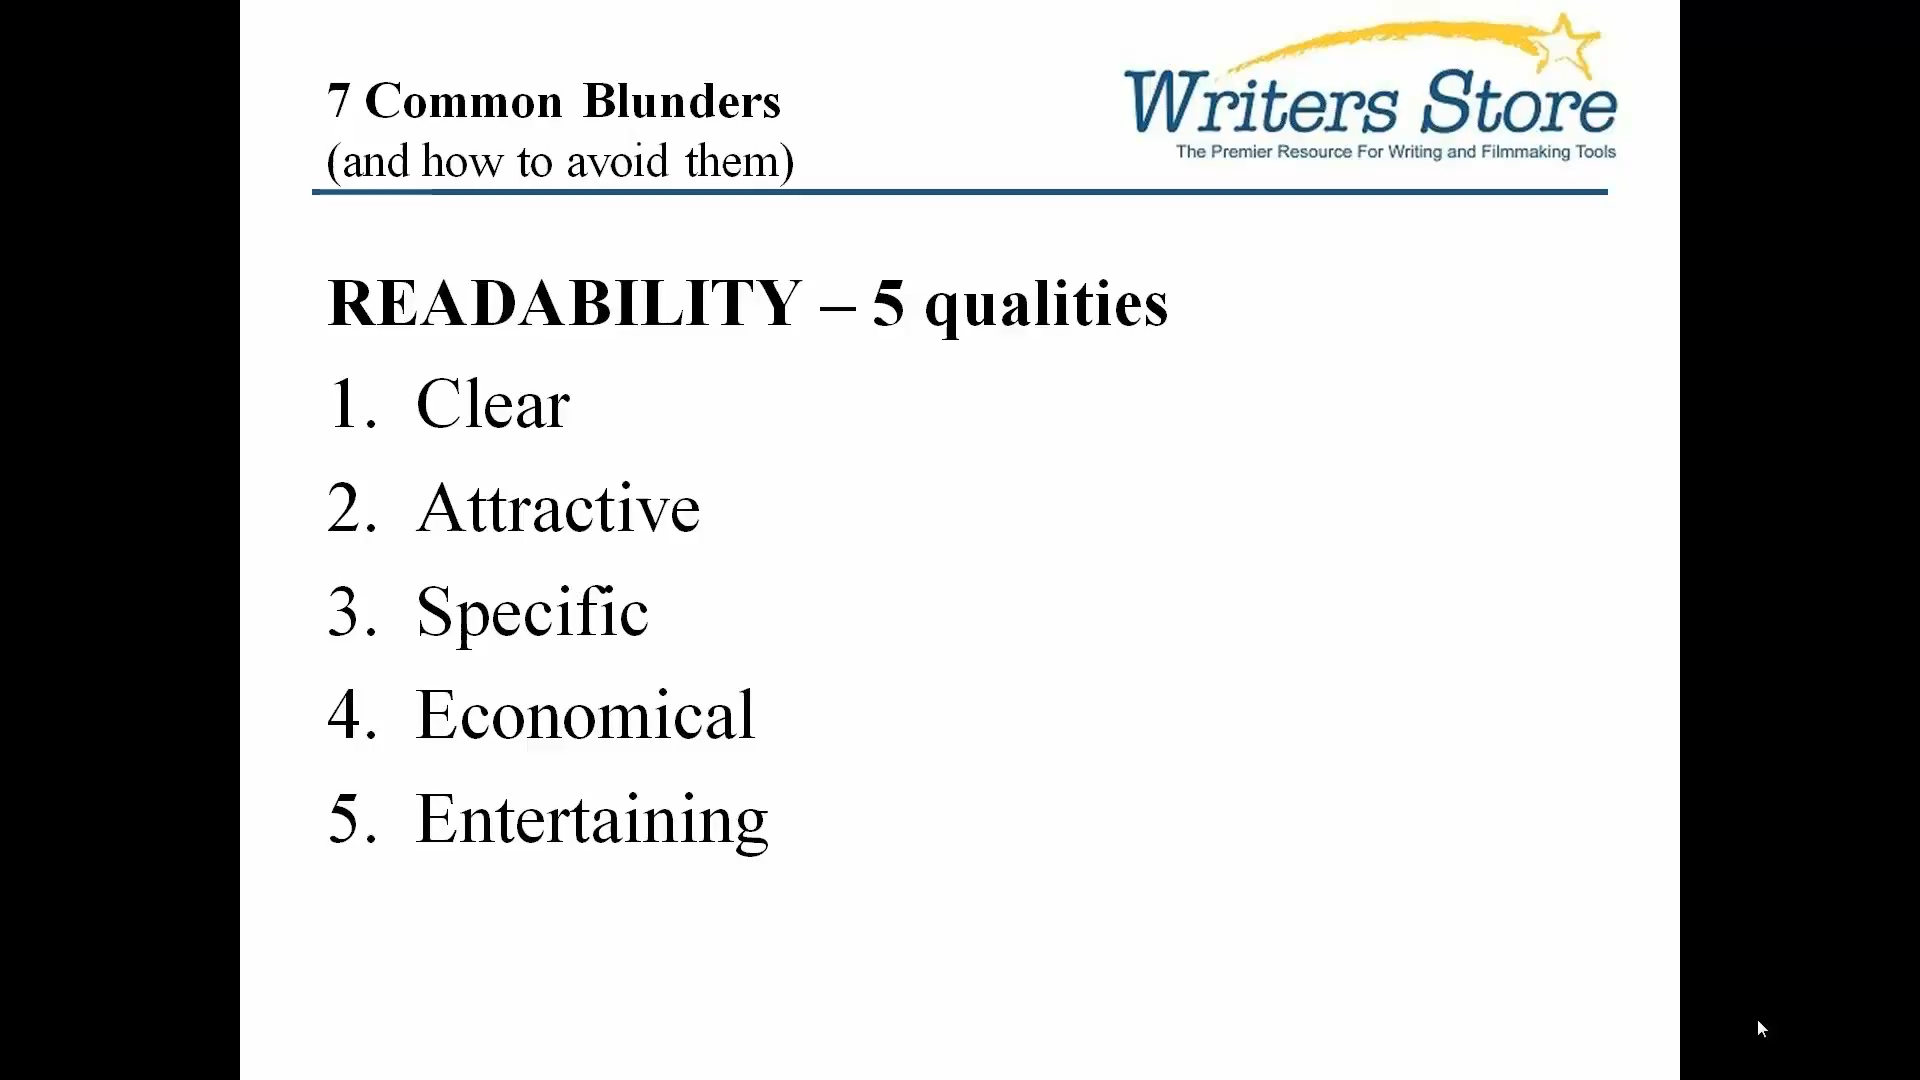 7 Common Blunders
(and how to avoid them)
Writers Store
The Premier Resource For Writing and Filmmaking Tools
READABILITY – 5 qualities
1. Clear
2. Attractive
3. Specific
4. Economical
5. Entertaining